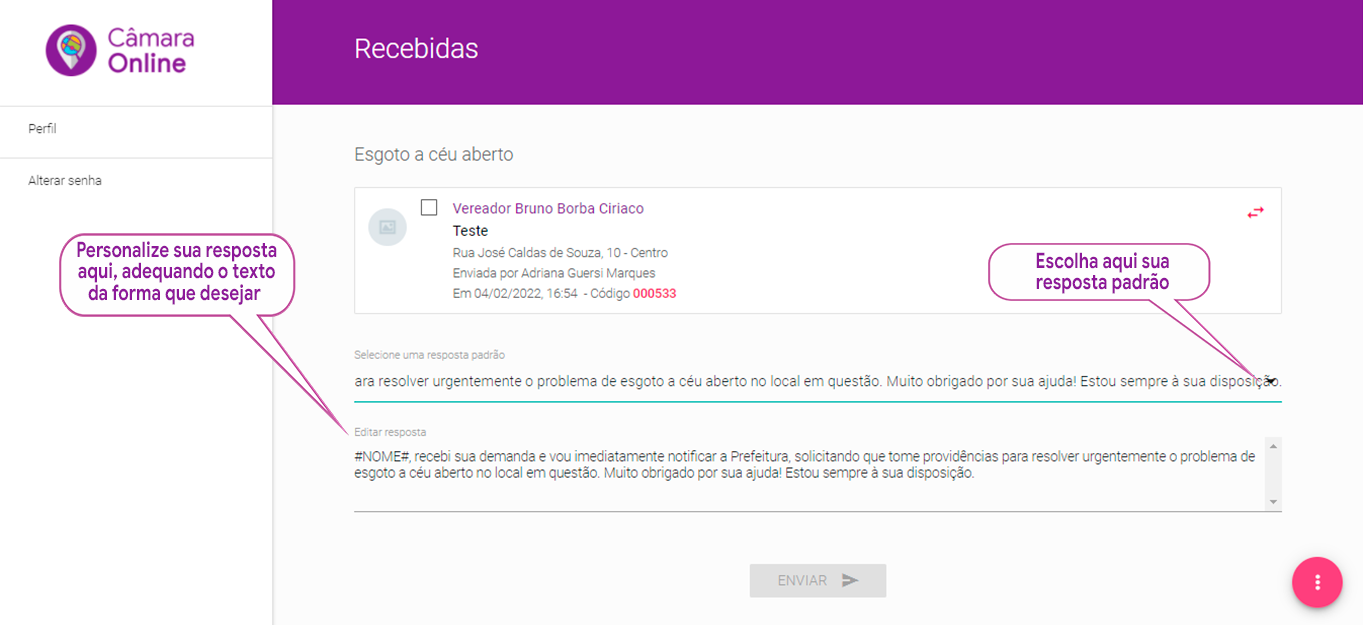 Câmara
Online
Recebidas
Perfil
Alterar senha
Esgoto a céu aberto
Vereador Bruno Borba Ciriaco
Teste
Rua José Caldas de Souza, 10 - Centro
Enviada por Adriana Guersi Marques
Em 04/02/2022, 16:54 - Código 000533
Personalize sua resposta
aqui, adequando o texto
da forma que desejar
Escolha aqui sua
resposta padrão
Selecione uma resposta padrão
ara resolver urgentemente o problema de esgoto a céu aberto no local em questão. Muito obrigado por sua ajuda! Estou sempre à sua disposição.
Editar resposta
#NOME#, recebi sua demanda e vou imediatamente notificar a Prefeitura, solicitando que tome providências para resolver urgentemente o problema de
esgoto a céu aberto no local em questão. Muito obrigado por sua ajuda! Estou sempre à sua disposição.
ENVIAR